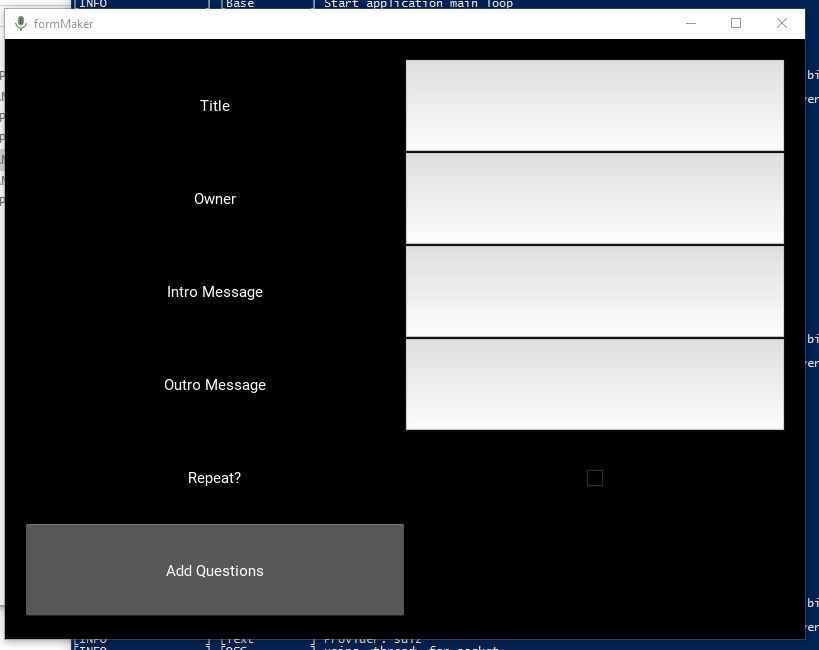 [INFO ] [Base ] Start application main loop
formMaker
Title
Owner
Intro Message
Outro Message
Repeat?
Add Questions
[INFO ] [Text ] Provider: sdl2
[INFO ] [OSC ] using <thread> for socket